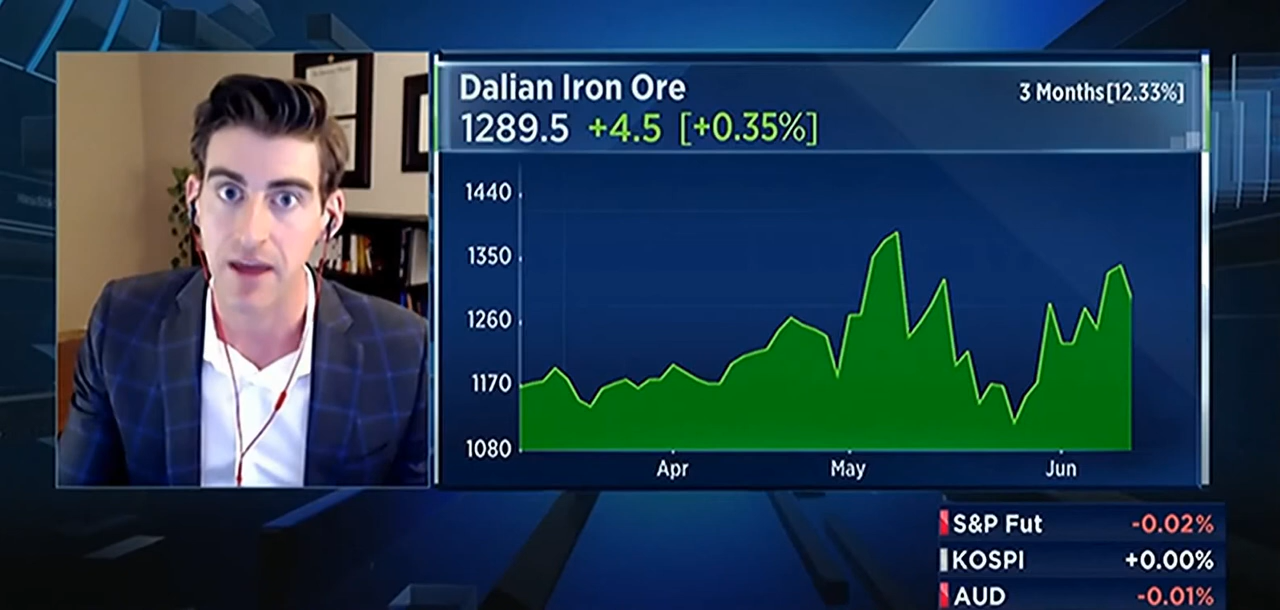 Dalian Iron Ore
3 Months[12.33%]
1289.5 +4.5 [+0.35%]
1440
1350
1260
1170
1080
Apr May Jun
S&P Fut -0.02%
KOSPI +0.00%
AUD -0.01%